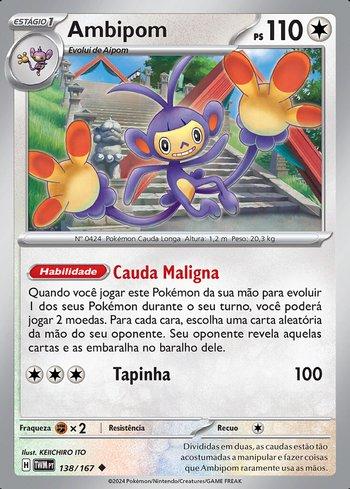 ESTÁGIO 1
Ambipom
PS 110
Evolui de Aipom
Nº 0424 Pokémon Cauda Longa Altura: 1,2 m Peso: 20,3 kg
Habilidade Cauda Maligna
Quando você jogar este Pokémon da sua mão para evoluir
1 dos seus Pokémon durante o seu turno, você poderá
jogar 2 moedas. Para cada cara, escolha uma carta aleatória
da mão do seu oponente. Seu oponente revela aquelas
cartas e as embaralha no baralho dele.
Tapinha 100
Fraqueza × 2 Resistência Recuo
Ilust. KEIICHIRO ITO
H TWM PT 138/167
Divididas em duas, as caudas estão tão
acostumadas a manipular e fazer coisas
que Ambipom raramente usa as mãos.
©2024 Pokémon/Nintendo/Creatures/GAME FREAK